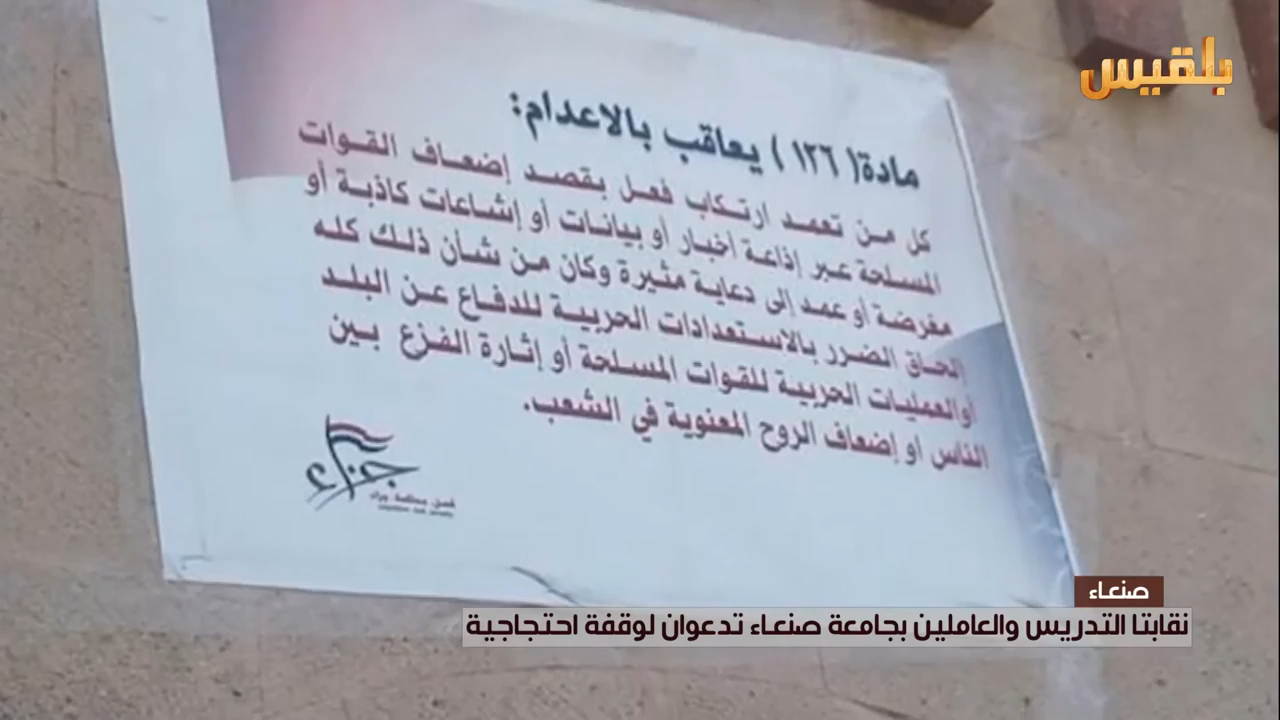 بلقيس
مادة( ١٢٦ ) يعاقب بالاعدام:
كل من تعمد ارتكاب فعل بقصد إضعاف القوات
المسلحة عبر إذاعة أخبار أو بيانات أو إشاعات كاذبة أو
مغرضة أو عمد إلى دعاية مثيرة وكان من شأن ذلك كله
إلحاق الضرر بالاستعدادات الحربية للدفاع عن البلد
أو العمليات الحربية للقوات المسلحة أو إثارة الفزع بين
الناس أو إضعاف الروح المعنوية في الشعب.
جزاء
صنعاء
نقابتا التدريس والعاملين بجامعة صنعاء تدعوان لوقفة احتجاجية